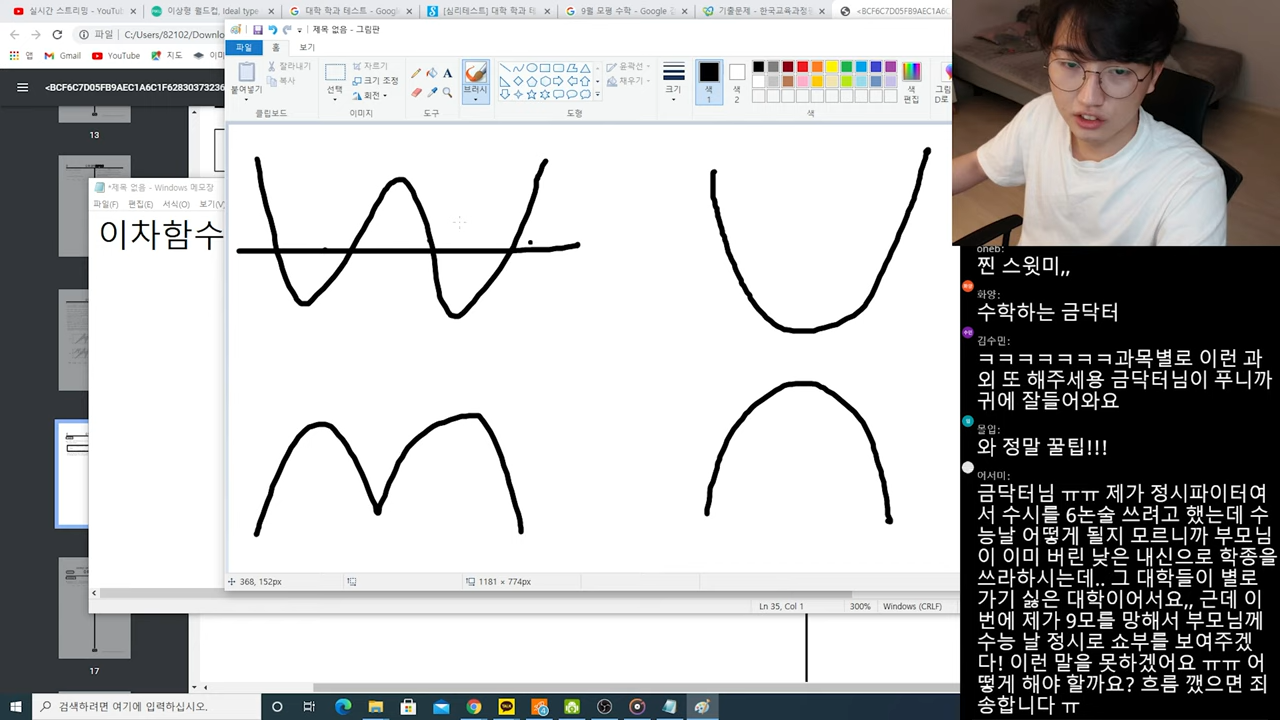 실시간 스트리밍 - YouTu
이상형 월드컵, Ideal type
대학 학과 테스트 - Googl
[심리테스트] 대학 학과 테
9월 모평 수학 - Google
기출문제 - 한국교육과정
<BCF6C7D05FB9AEC1A6C
파일
C:/Users/82102/Downlo
앱
Gmail
YouTube
지도
<BCF6C7D05FB9AEC1AEC1F62830373236
13
17
*제목 없음 - Windows 메모장
파일(F)
편집(E)
서식(O)
보기(V)
이차함수
Ln 35, Col 1
300%
Windows (CRLF)
제목 없음 - 그림판
파일
홈
보기
붙여넣기
잘라내기
복사
클립보드
선택
자르기
크기 조정
회전
이미지
A
도구
브러시
윤곽선
채우기
도형
크기
색
1
색
2
색
편집
색
368, 152px
1181 × 774px
oneb:
찐 스윗미,,
화양:
수학하는 금닥터
김수민:
ㅋㅋㅋㅋㅋㅋㅋ과목별로 이런 과
외 또 해주세용 금닥터님이 푸니까
귀에 잘들어와요
몰입:
와 정말 꿀팁!!!
어서미:
금닥터님 ㅠㅠ 제가 정시파이터여
서 수시를 6논술 쓰려고 했는데 수
능날 어떻게 될지 모르니까 부모님
이 이미 버린 낮은 내신으로 학종을
쓰라하시는데.. 그 대학들이 별로
가기 싫은 대학이어서요,, 근데 이
번에 제가 9모를 망해서 부모님께
수능 날 정시로 쇼부를 보여주겠
다! 이런 말을 못하겠어요 ㅠㅠ 어
떻게 해야 할까요? 흐름 깼으면 죄
송합니다 ㅠ
검색하려면 여기에 입력하십시오.